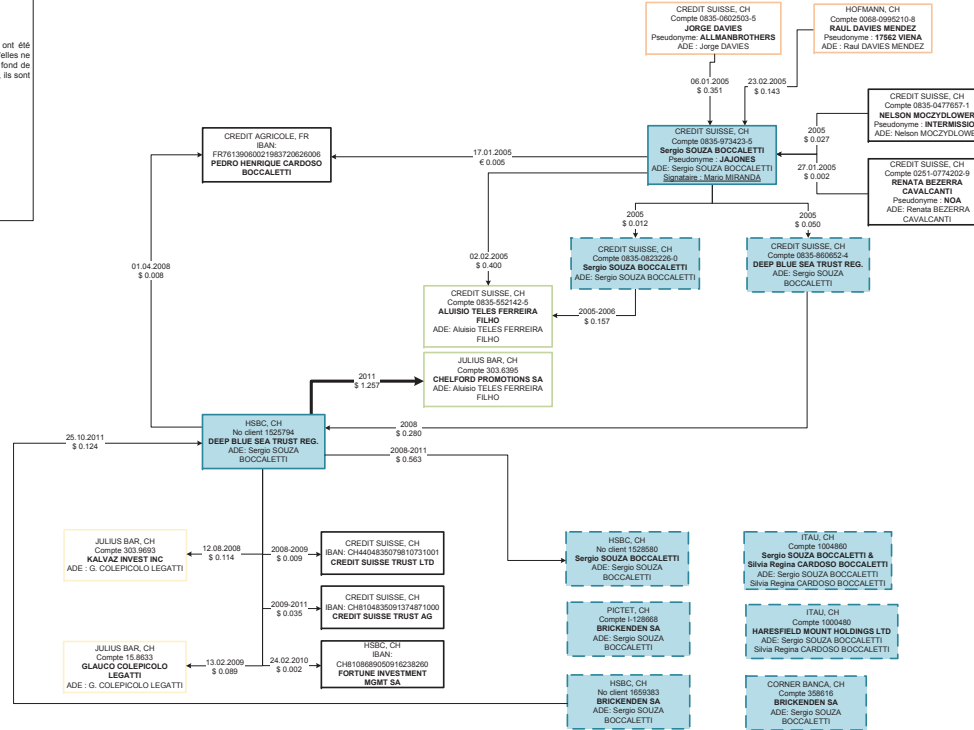 ont été
elles ne
fond de
, ils sont
CREDIT SUISSE, CH
Compte 0835-0602503-5
JORGE DAVIES
Pseudonyme: ALLMANBROTHERS
ADE : Jorge DAVIES
HOFMANN, CH
Compte 0068-0995210-8
RAUL DAVIES MENDEZ
Pseudonyme : 17562 VIENA
ADE : Raul DAVIES MENDEZ
06.01.2005
$ 0.351
23.02.2005
$ 0.143
CREDIT SUISSE, CH
Compte 0835-0477657-1
NELSON MOCZYDLOWER
Pseudonyme : INTERMISSIO
ADE: Nelson MOCZYDLOWE
2005
$ 0.027
CREDIT AGRICOLE, FR
IBAN:
FR7613906002198372062​6006
PEDRO HENRIQUE CARDOSO
BOCCALETTI
17.01.2005
€ 0.005
CREDIT SUISSE, CH
Compte 0835-973423-5
Sergio SOUZA BOCCALETTI
Pseudonyme : JAJONES
ADE: Sergio SOUZA BOCCALETTI
Signataire : Mario MIRANDA
27.01.2005
$ 0.002
CREDIT SUISSE, CH
Compte 0251-0774202-9
RENATA BEZERRA
CAVALCANTI
Pseudonyme : NOA
ADE: Renata BEZERRA
CAVALCANTI
2005
$ 0.012
2005
$ 0.050
01.04.2008
$ 0.008
02.02.2005
$ 0.400
CREDIT SUISSE, CH
Compte 0835-0823226-0
Sergio SOUZA BOCCALETTI
ADE: Sergio SOUZA BOCCALETTI
CREDIT SUISSE, CH
Compte 0835-860652-4
DEEP BLUE SEA TRUST REG.
ADE: Sergio SOUZA
BOCCALETTI
CREDIT SUISSE, CH
Compte 0835-552142-5
ALUISIO TELES FERREIRA
FILHO
ADE: Aluisio TELES FERREIRA
FILHO
2005-2006
$ 0.157
JULIUS BAR, CH
Compte 303.6395
CHELFORD PROMOTIONS SA
ADE: Aluisio TELES FERREIRA
FILHO
2011
$ 1.257
HSBC, CH
No client 1525794
DEEP BLUE SEA TRUST REG.
ADE: Sergio SOUZA
BOCCALETTI
25.10.2011
$ 0.124
2008
$ 0.280
2008-2011
$ 0.563
JULIUS BAR, CH
Compte 303.9693
KALVAZ INVEST INC
ADE : G. COLEPICOLO LEGATTI
12.08.2008
$ 0.114
2008-2009
$ 0.009
CREDIT SUISSE, CH
IBAN: CH4404835079810731001
CREDIT SUISSE TRUST LTD
HSBC, CH
No client 1528580
Sergio SOUZA BOCCALETTI
ADE: Sergio SOUZA
BOCCALETTI
ITAU, CH
Compte 1004860
Sergio SOUZA BOCCALETTI &
Silvia Regina CARDOSO BOCCALETTI
ADE: Sergio SOUZA BOCCALETTI
Silvia Regina CARDOSO BOCCALETTI
2009-2011
$ 0.035
CREDIT SUISSE, CH
IBAN: CH8104835091374871000
CREDIT SUISSE TRUST AG
PICTET, CH
Compte I-128668
BRICKENDEN SA
ADE: Sergio SOUZA
BOCCALETTI
ITAU, CH
Compte 1000480
HARESFIELD MOUNT HOLDINGS LTD
ADE: Sergio SOUZA BOCCALETTI
Silvia Regina CARDOSO BOCCALETTI
JULIUS BAR, CH
Compte 15.8633
GLAUCO COLEPICOLO
LEGATTI
ADE : G. COLEPICOLO LEGATTI
13.02.2009
$ 0.089
24.02.2010
$ 0.002
HSBC, CH
IBAN:
CH8108689050916238260
FORTUNE INVESTMENT
MGMT SA
HSBC, CH
No client 1659383
BRICKENDEN SA
ADE: Sergio SOUZA
BOCCALETTI
CORNER BANCA, CH
Compte 358616
BRICKENDEN SA
ADE: Sergio SOUZA
BOCCALETTI